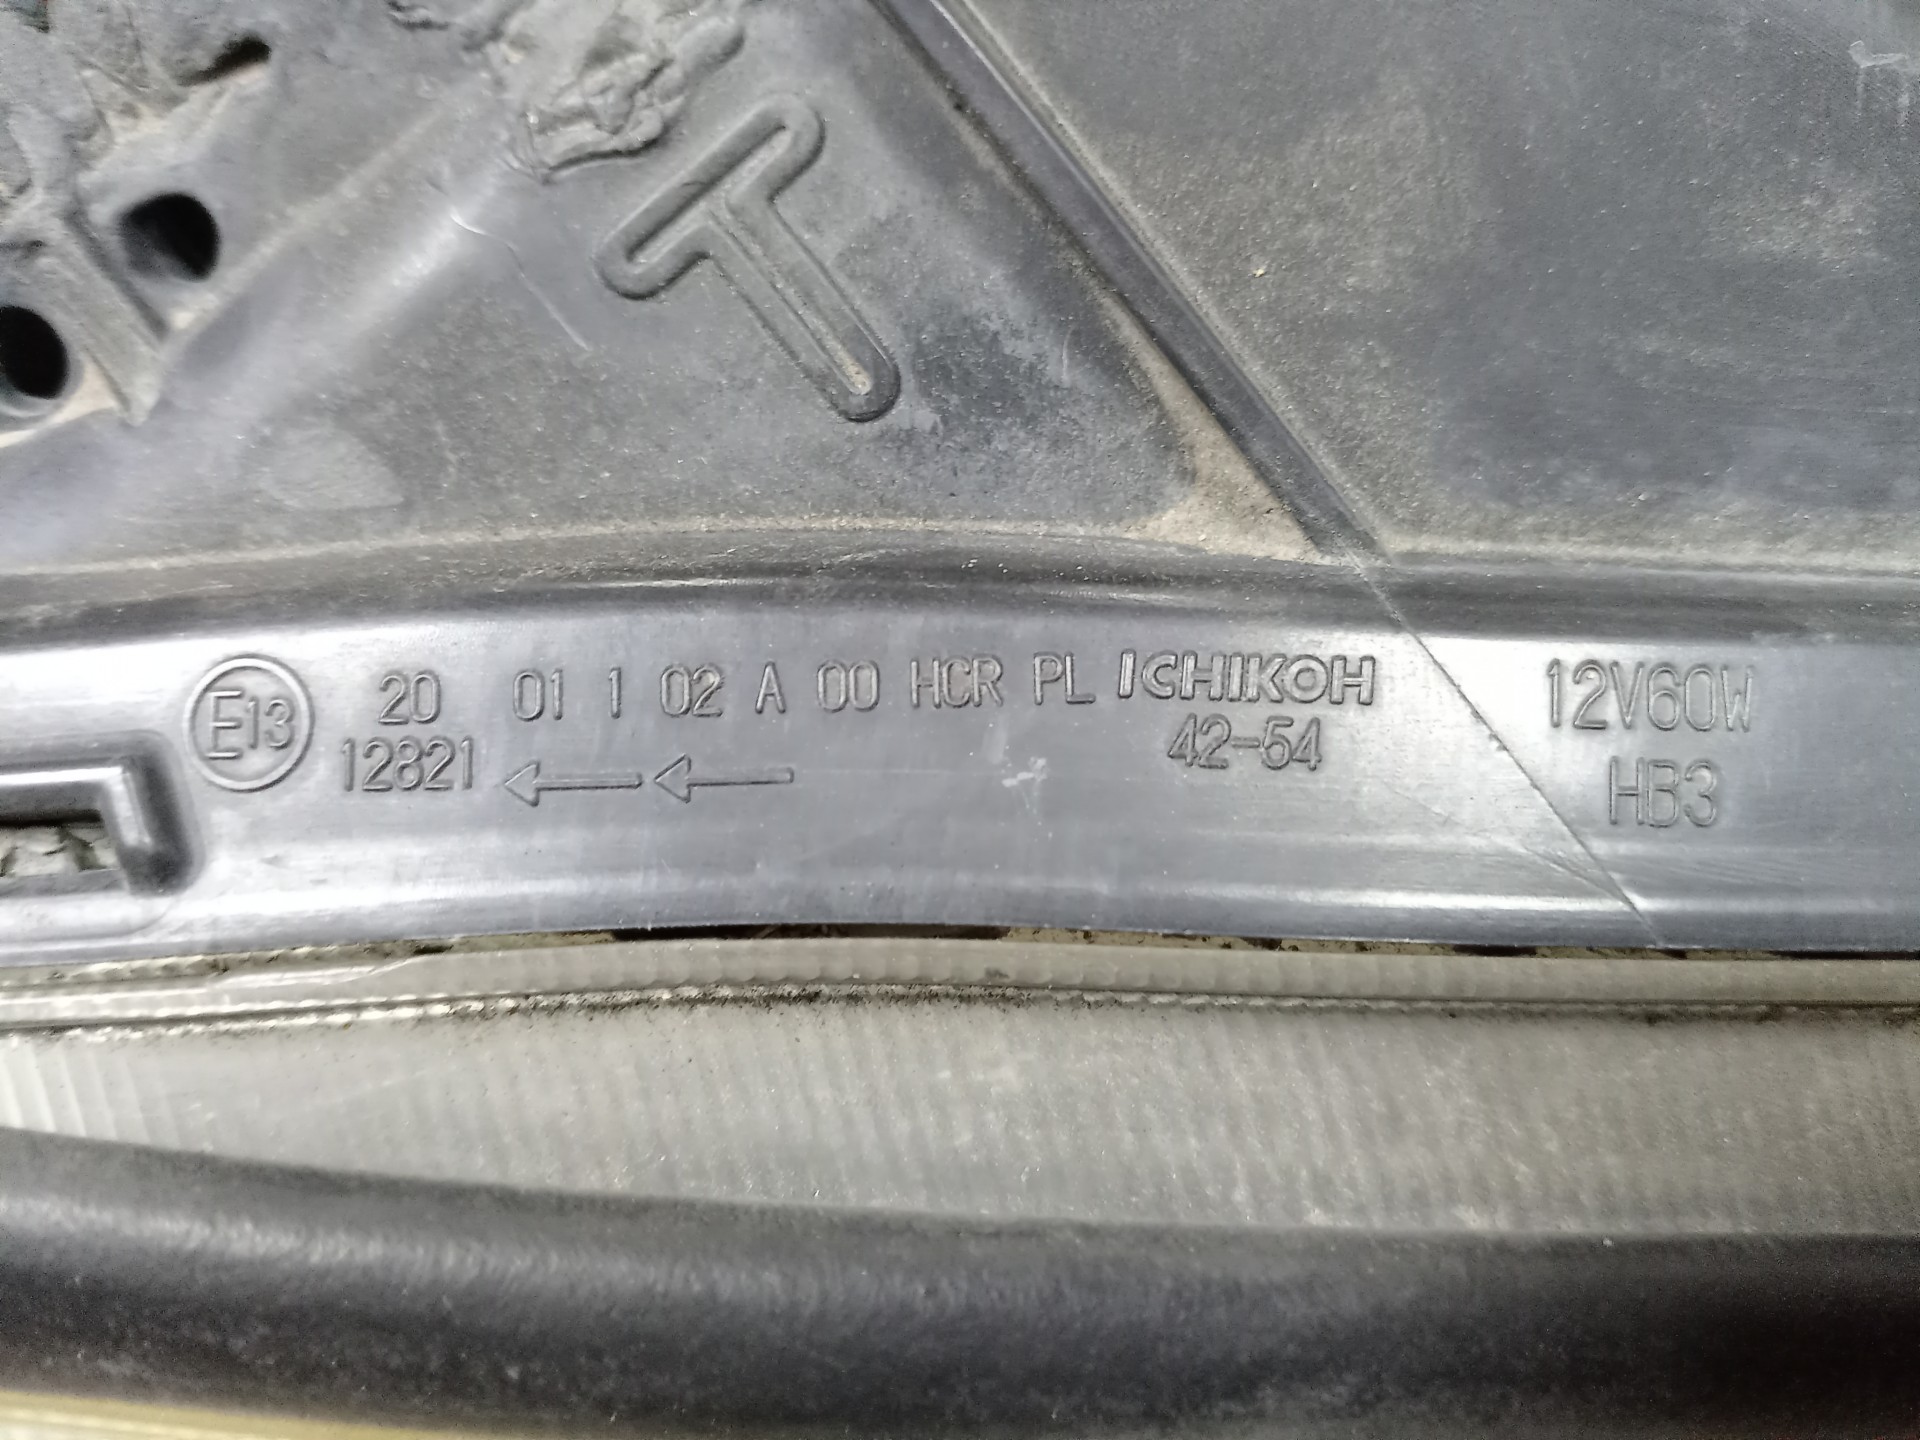 T
E13 20 01 1 02 A 00 HCR PL ICHIKOH 12V60W
12821 42-54 HB3